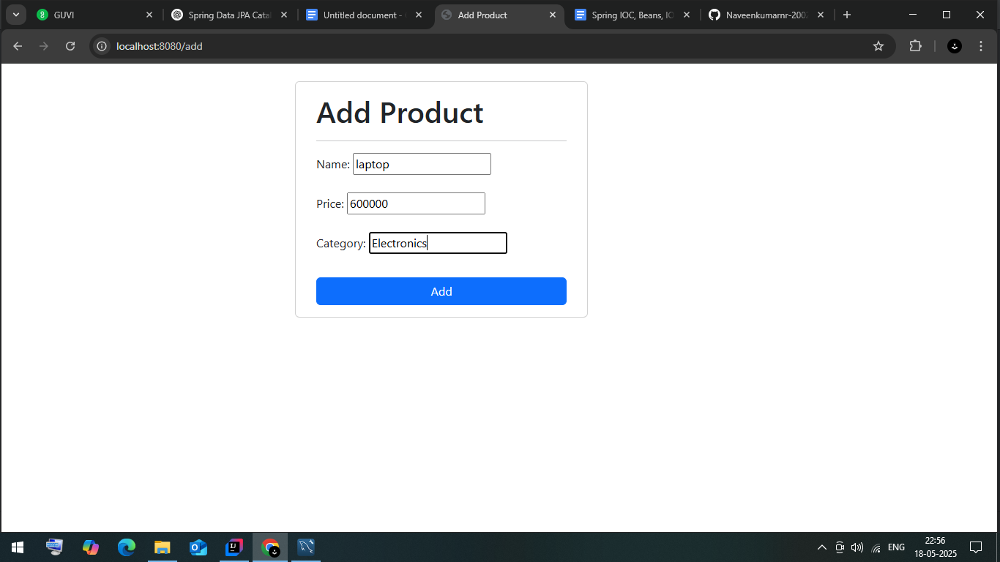 GUVI
Spring Data JPA Catal
Untitled document -
Add Product
Spring IOC, Beans, IO
Naveenkumarnr-2002
localhost:8080/add
Add Product
Name: laptop
Price: 600000
Category: Electronics
Add
ENG
22:56
18-05-2025